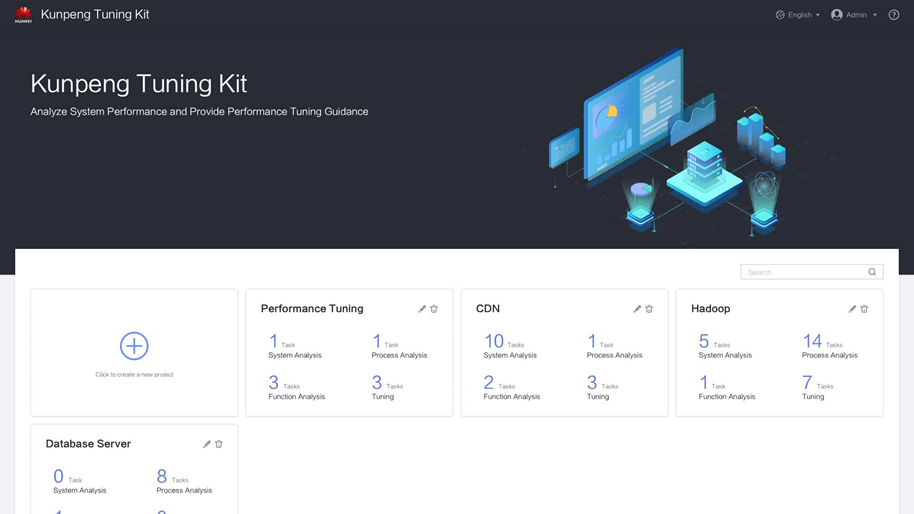 HUAWEI
Kunpeng Tuning Kit
English
Admin
Kunpeng Tuning Kit
Analyze System Performance and Provide Performance Tuning Guidance
Search
Click to create a new project
Performance Tuning
1 Task
System Analysis
1 Task
Process Analysis
3 Tasks
Function Analysis
3 Tasks
Tuning
CDN
10 Tasks
System Analysis
1 Task
Process Analysis
2 Tasks
Function Analysis
3 Tasks
Tuning
Hadoop
5 Tasks
System Analysis
14 Tasks
Process Analysis
1 Task
Function Analysis
7 Tasks
Tuning
Database Server
0 Task
System Analysis
8 Tasks
Process Analysis